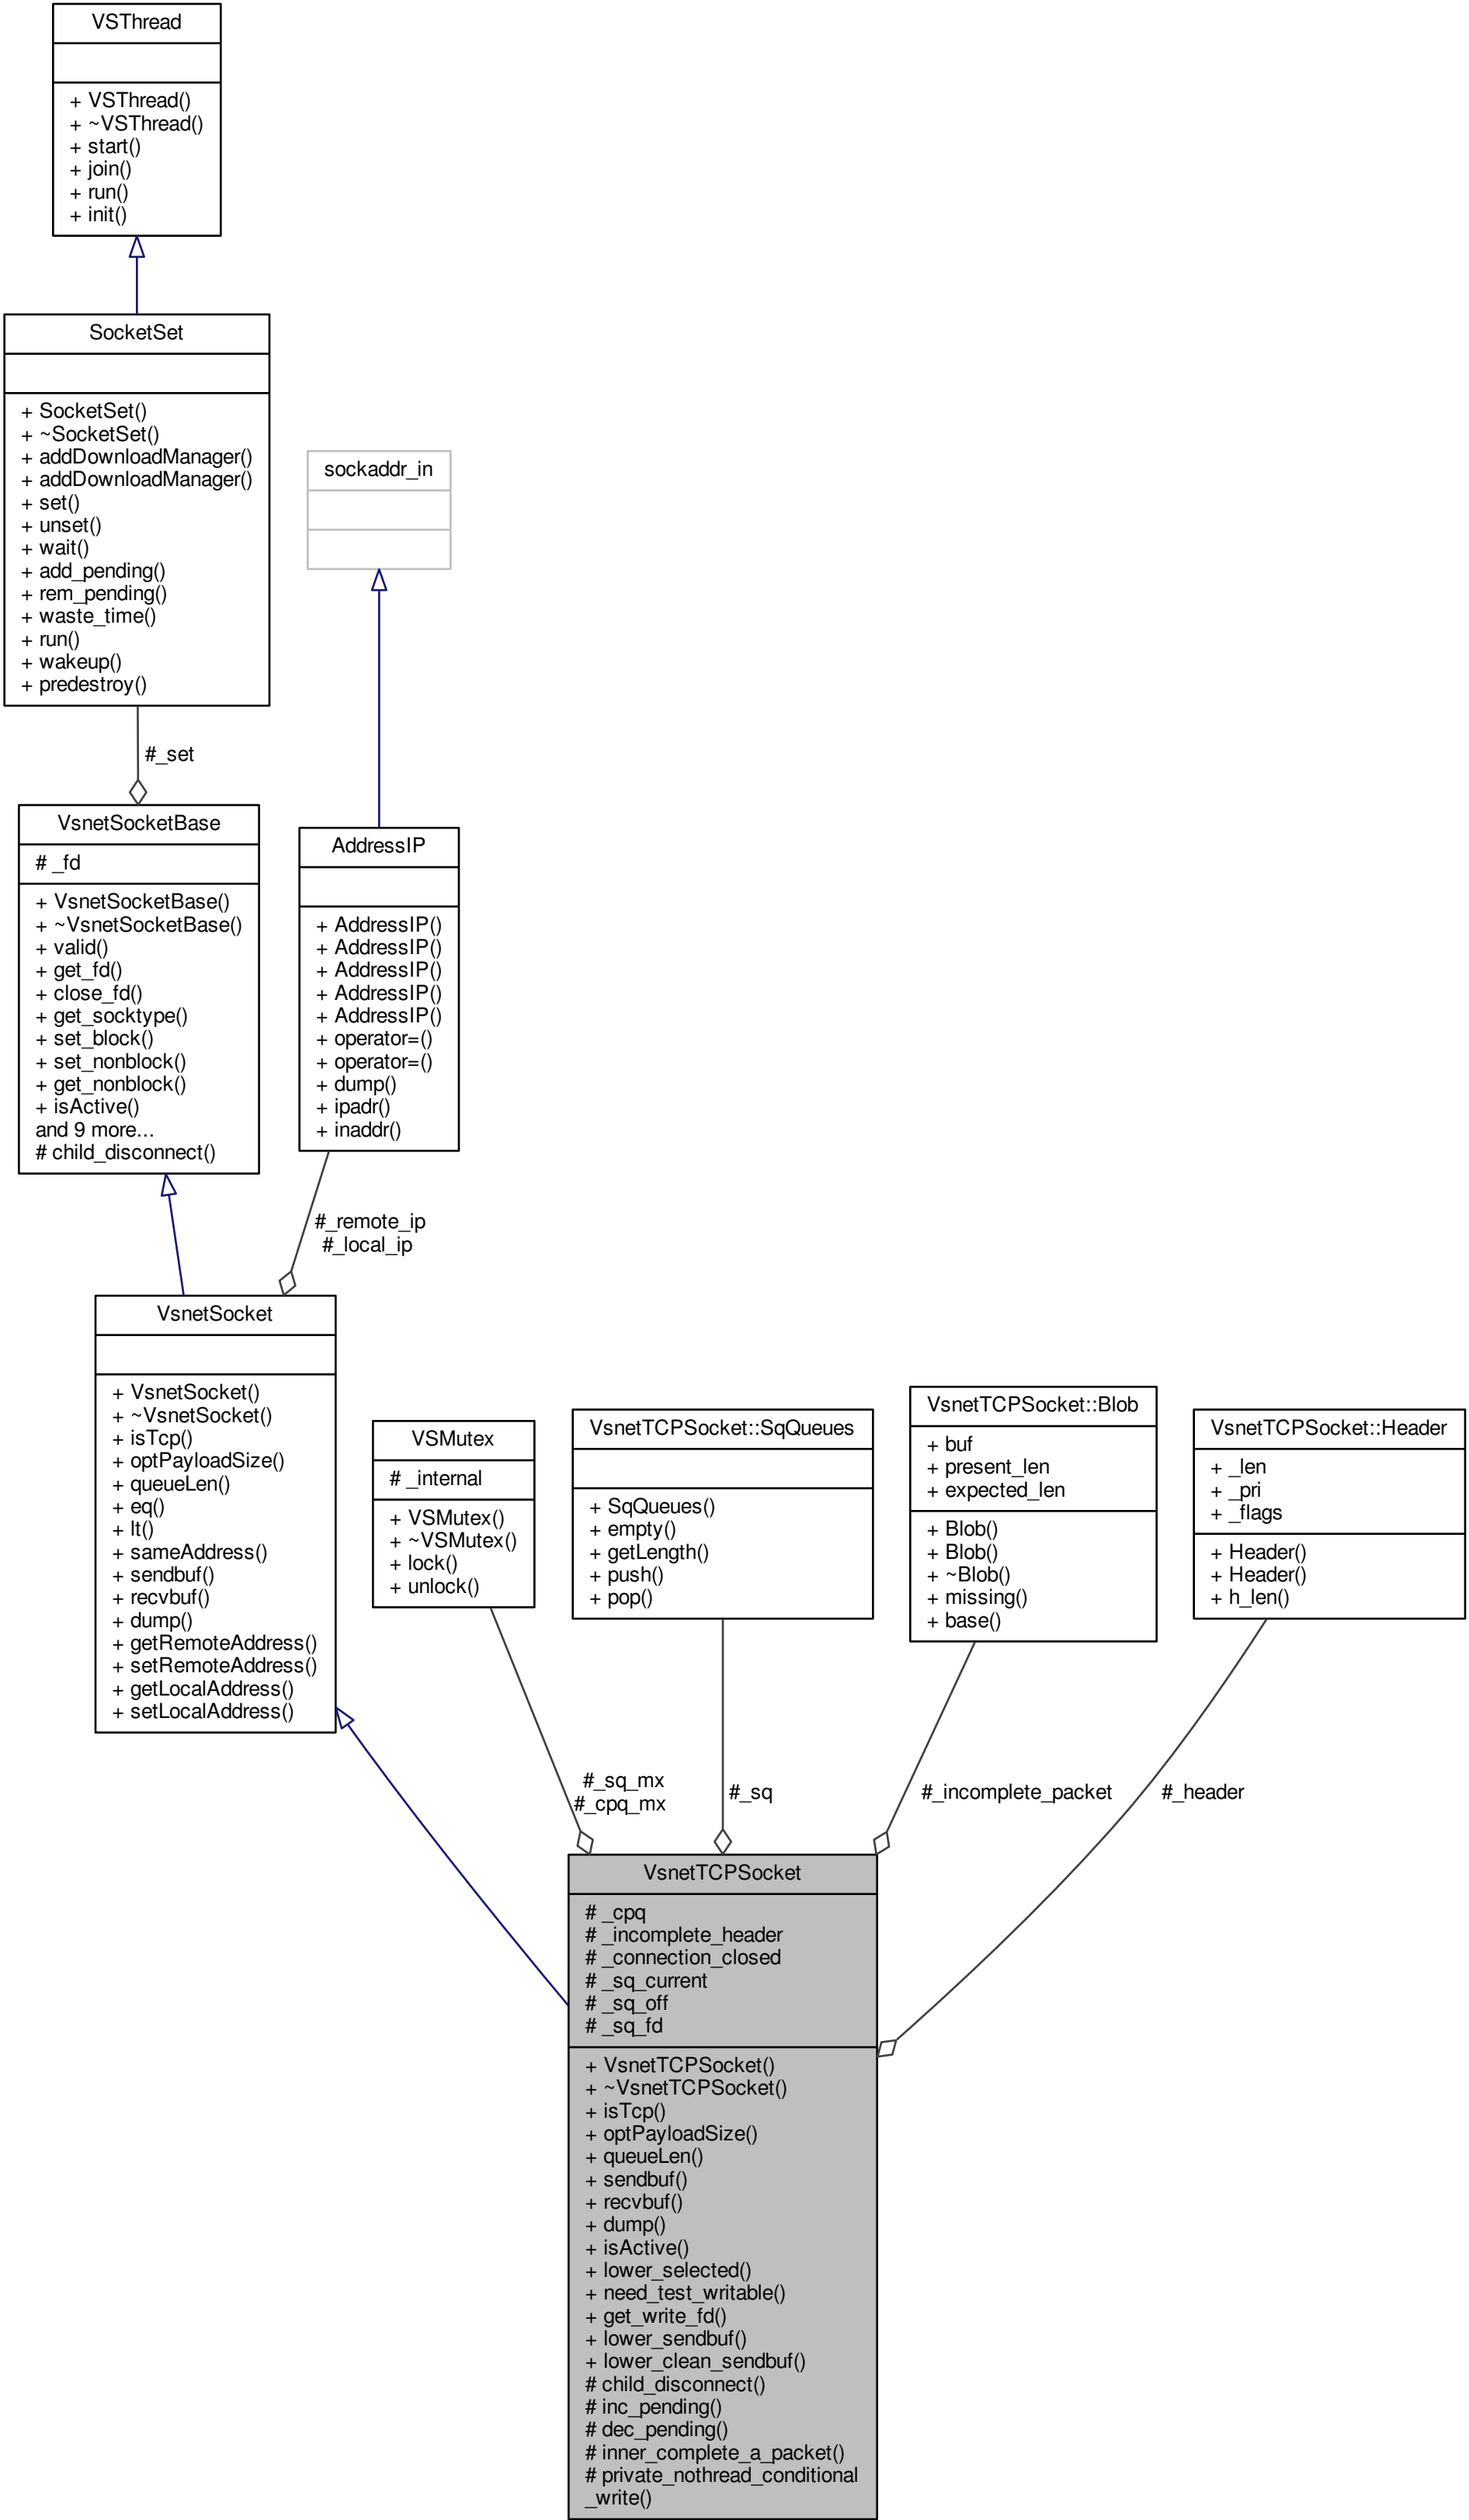 VSThread
+ VSThread()
+ ~VSThread()
+ start()
+ join()
+ run()
+ init()
SocketSet
+ SocketSet()
+ ~SocketSet()
+ addDownloadManager()
+ addDownloadManager()
+ set()
+ unset()
+ wait()
+ add_pending()
+ rem_pending()
+ waste_time()
+ run()
+ wakeup()
+ predestroy()
sockaddr_in
#_set
VsnetSocketBase
# _fd
+ VsnetSocketBase()
+ ~VsnetSocketBase()
+ valid()
+ get_fd()
+ close_fd()
+ get_socktype()
+ set_block()
+ set_nonblock()
+ get_nonblock()
+ isActive()
and 9 more...
# child_disconnect()
AddressIP
+ AddressIP()
+ AddressIP()
+ AddressIP()
+ AddressIP()
+ AddressIP()
+ operator=()
+ operator=()
+ dump()
+ ipadr()
+ inaddr()
#_remote_ip
#_local_ip
VsnetSocket
+ VsnetSocket()
+ ~VsnetSocket()
+ isTcp()
+ optPayloadSize()
+ queueLen()
+ eq()
+ lt()
+ sameAddress()
+ sendbuf()
+ recvbuf()
+ dump()
+ getRemoteAddress()
+ setRemoteAddress()
+ getLocalAddress()
+ setLocalAddress()
VSMutex
# _internal
+ VSMutex()
+ ~VSMutex()
+ lock()
+ unlock()
VsnetTCPSocket::SqQueues
+ SqQueues()
+ empty()
+ getLength()
+ push()
+ pop()
VsnetTCPSocket::Blob
+ buf
+ present_len
+ expected_len
+ Blob()
+ Blob()
+ ~Blob()
+ missing()
+ base()
VsnetTCPSocket::Header
+ _len
+ _pri
+ _flags
+ Header()
+ Header()
+ h_len()
#_sq_mx
#_cpq_mx
#_sq
#_incomplete_packet
#_header
VsnetTCPSocket
# _cpq
# _incomplete_header
# _connection_closed
# _sq_current
# _sq_off
# _sq_fd
+ VsnetTCPSocket()
+ ~VsnetTCPSocket()
+ isTcp()
+ optPayloadSize()
+ queueLen()
+ sendbuf()
+ recvbuf()
+ dump()
+ isActive()
+ lower_selected()
+ need_test_writable()
+ get_write_fd()
+ lower_sendbuf()
+ lower_clean_sendbuf()
# child_disconnect()
# inc_pending()
# dec_pending()
# inner_complete_a_packet()
# private_nothread_conditional
_write()